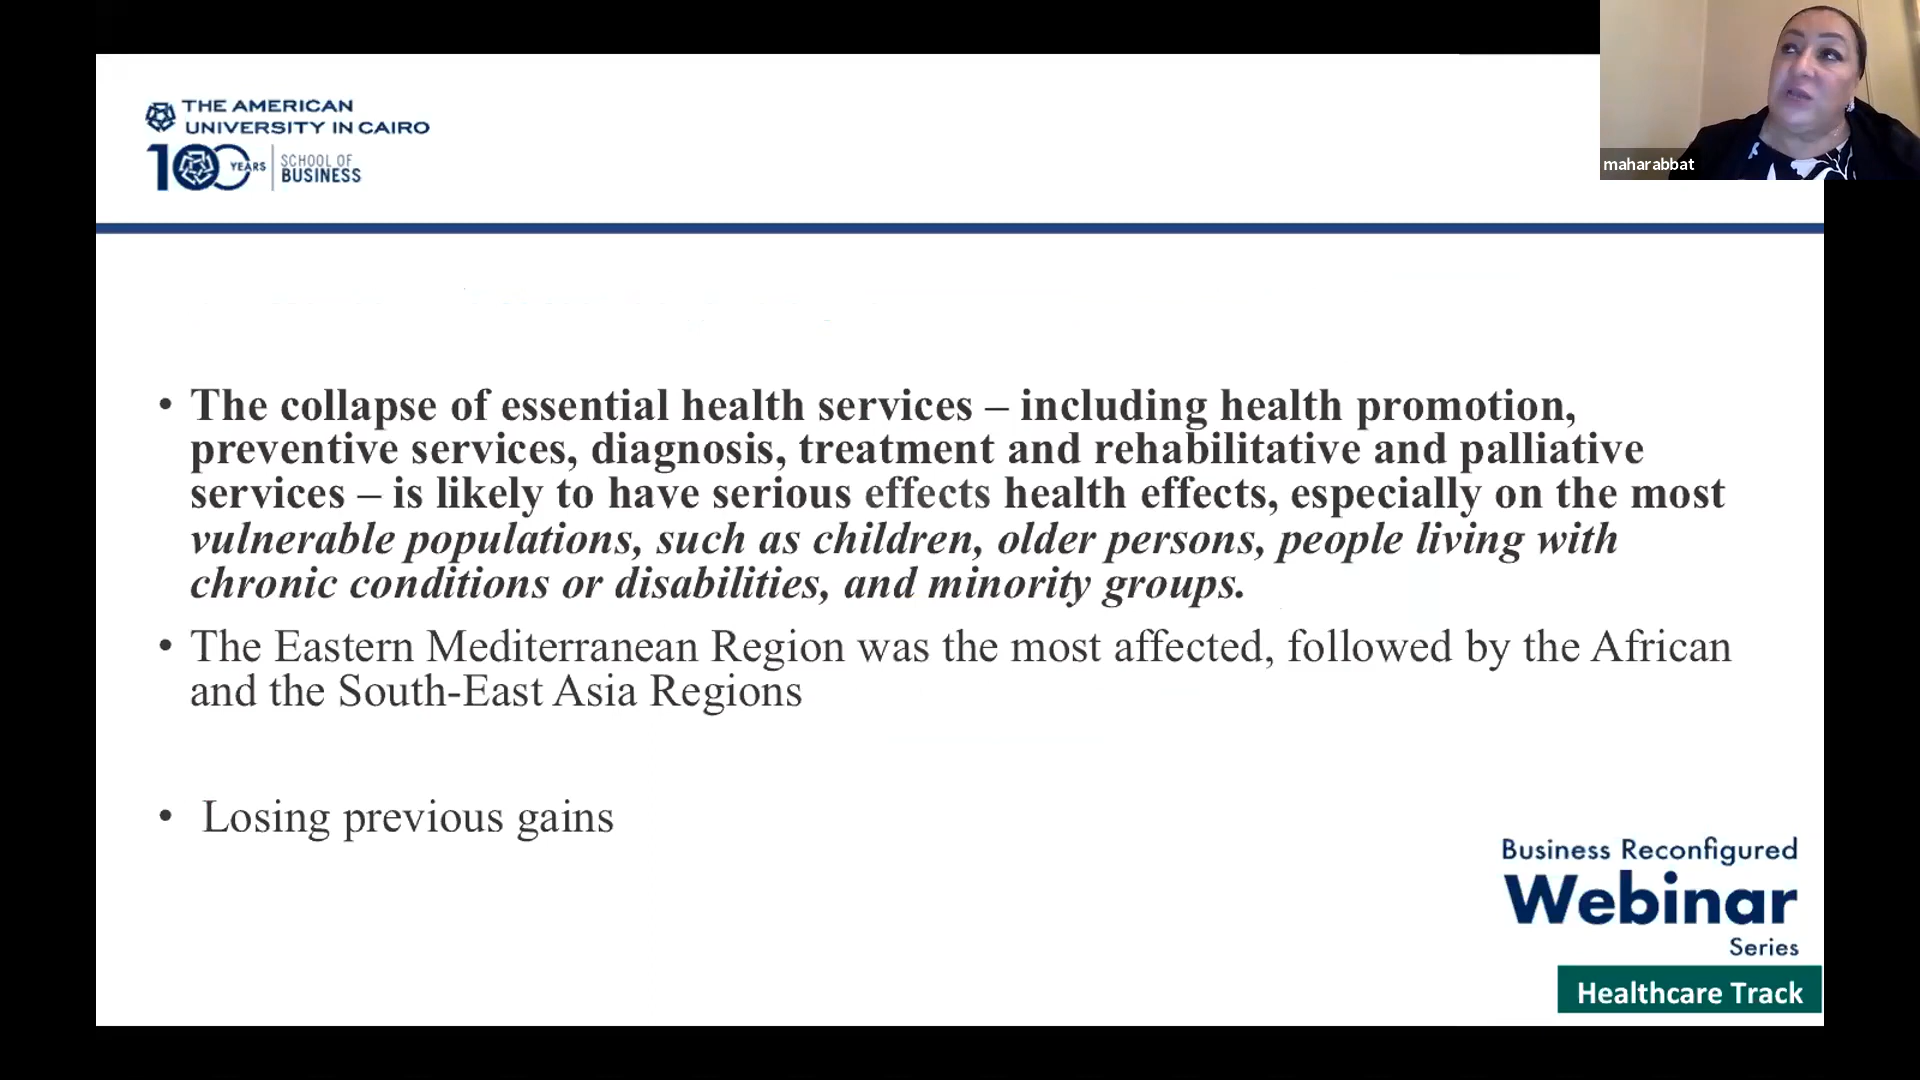 THE AMERICAN
UNIVERSITY IN CAIRO
100 YEARS
SCHOOL OF
BUSINESS
maharabbat
• The collapse of essential health services – including health promotion,
preventive services, diagnosis, treatment and rehabilitative and palliative
services – is likely to have serious effects health effects, especially on the most
vulnerable populations, such as children, older persons, people living with
chronic conditions or disabilities, and minority groups.
• The Eastern Mediterranean Region was the most affected, followed by the African
and the South-East Asia Regions
• Losing previous gains
Business Reconfigured
Webinar
Series
Healthcare Track